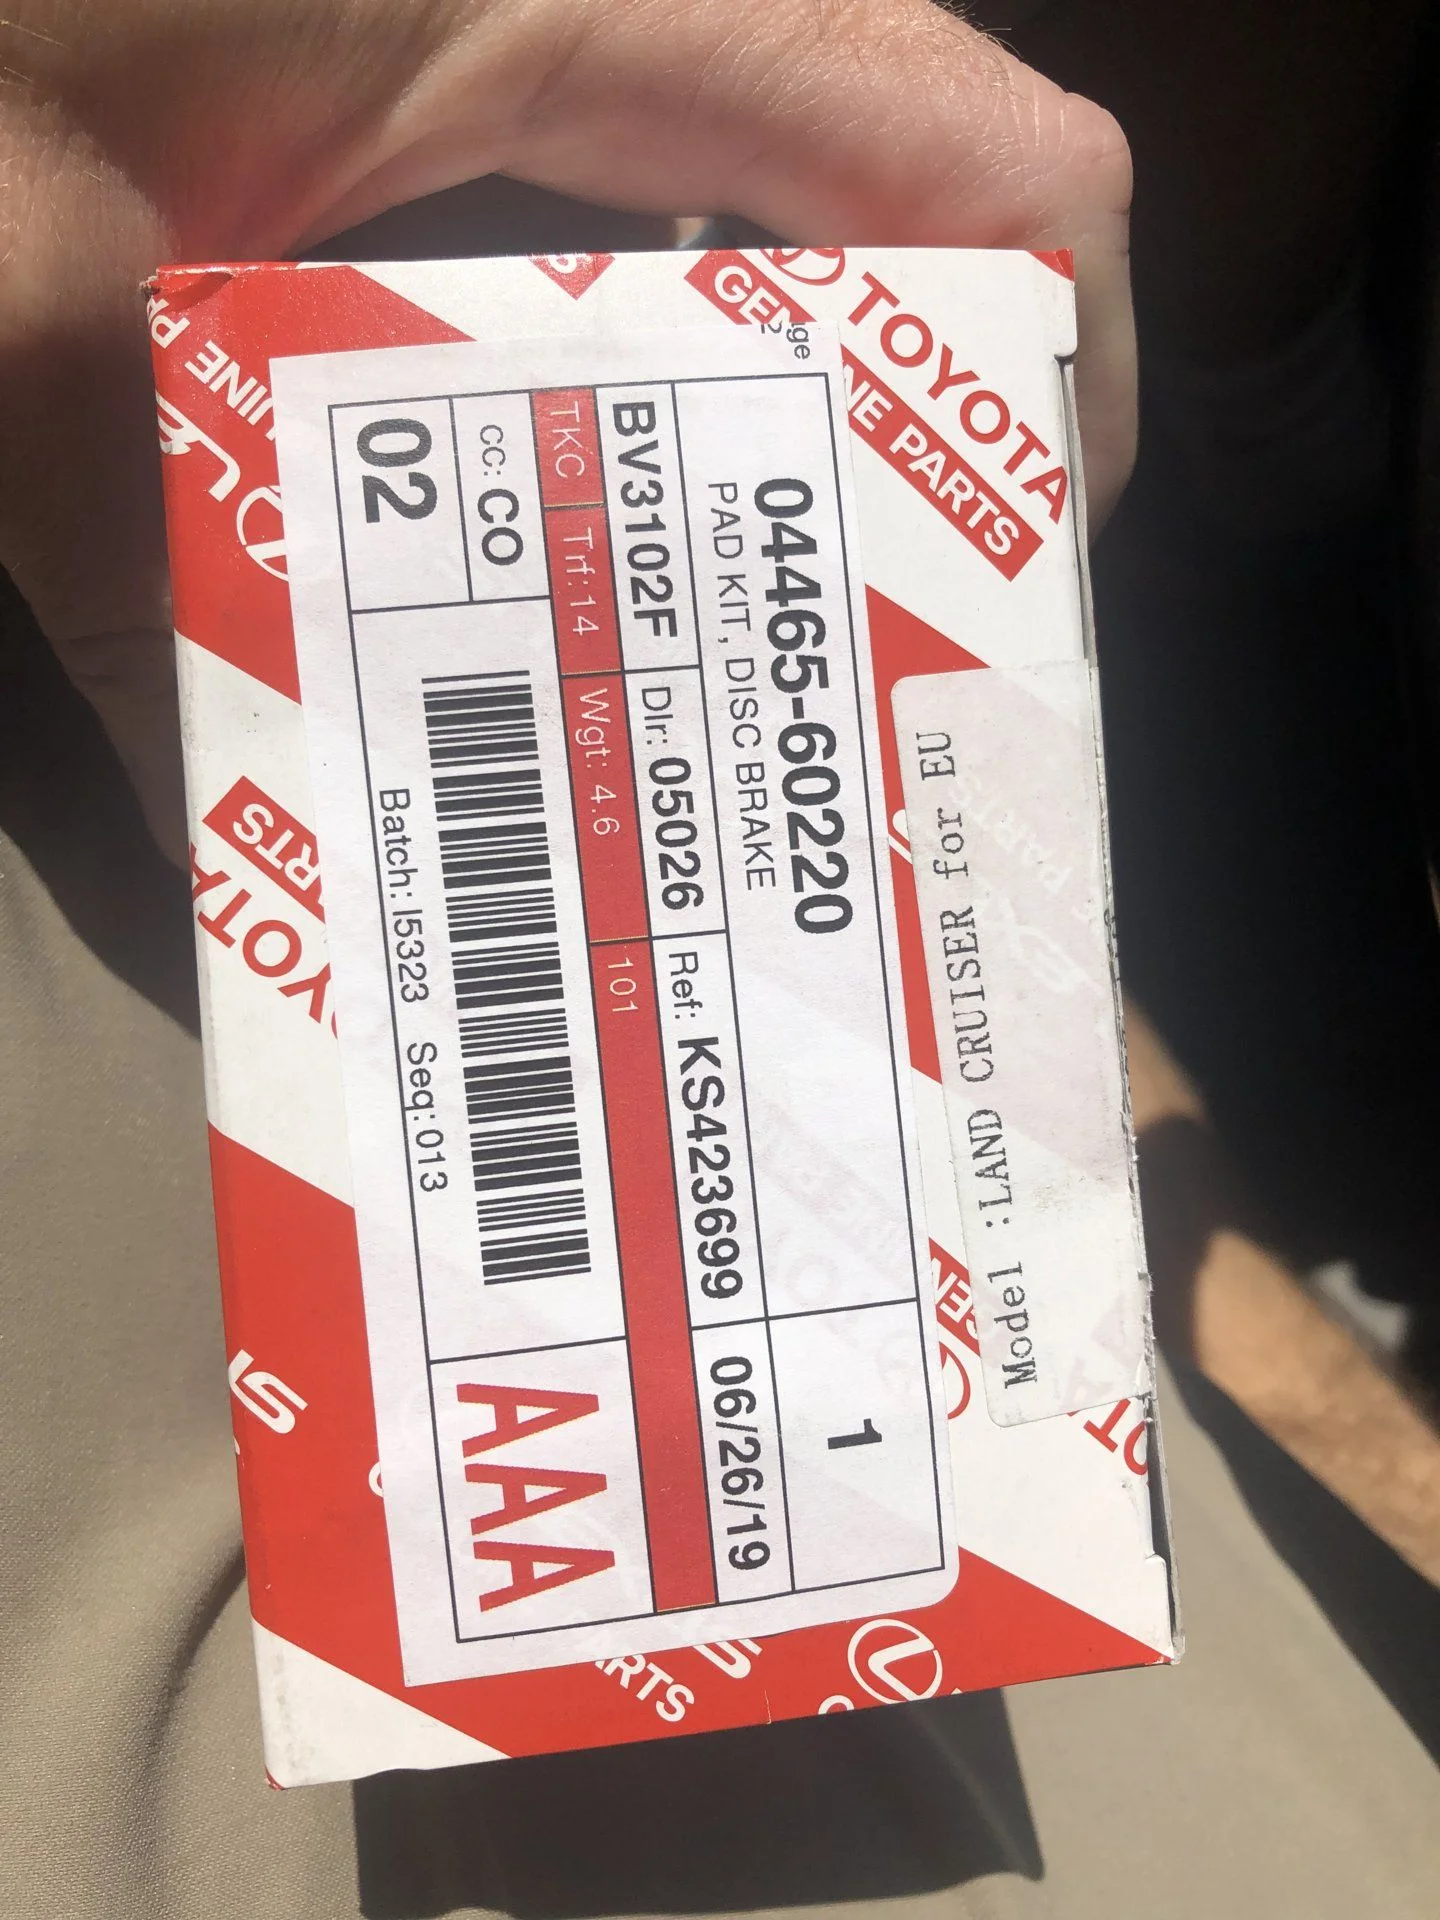 TOYOTA
GENUINE PARTS
ge
04465-60220
PAD KIT, DISC BRAKE
1
BV3102F
Dlr: 05026
Ref: KS423699
06/26/19
TKC
Trf: 14
Wgt: 4.6
101
cc: CO
02
Batch: I5323 Seq: 013
AAA
Model :LAND CRUISER for EU